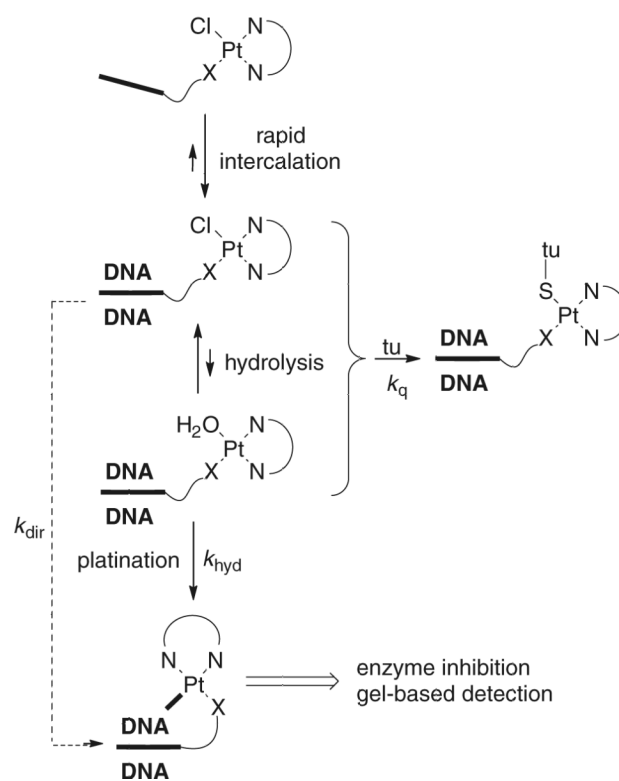 Cl N
Pt
X N
rapid
intercalation
Cl N
Pt
DNA X N
DNA
tu
S N
Pt
DNA X N
DNA
hydrolysis
tu
kq
H2O N
Pt
DNA X N
DNA
kdir
platination khyd
N N
Pt
X
DNA
DNA
enzyme inhibition
gel-based detection